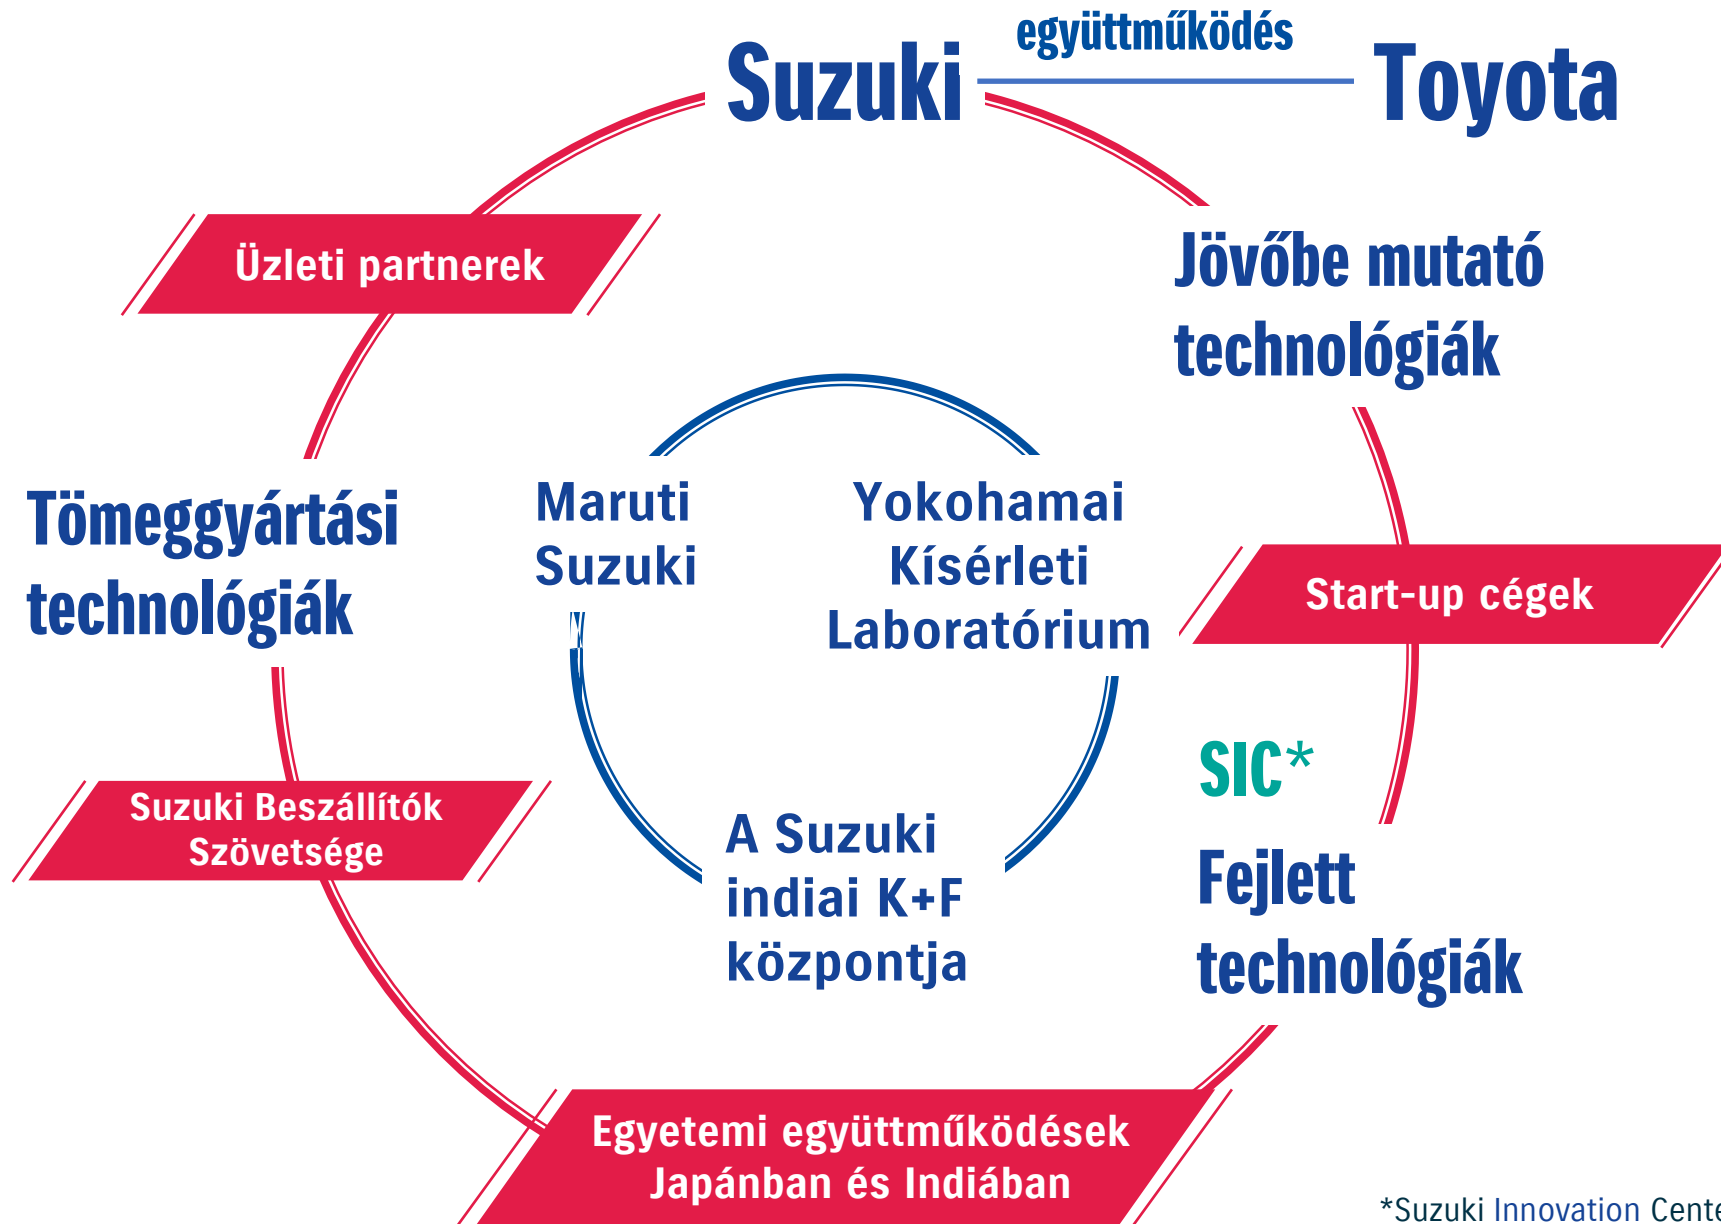 együttműködés
Suzuki
Toyota
Üzleti partnerek
Jövőbe mutató
technológiák
Tömeggyártási
technológiák
Maruti
Suzuki
Yokohamai
Kísérleti
Laboratórium
Start-up cégek
SIC*
Suzuki Beszállítók
Szövetsége
A Suzuki
indiai K+F
központja
Fejlett
technológiák
Egyetemi együttműködések
Japánban és Indiában
*Suzuki Innovation Cente